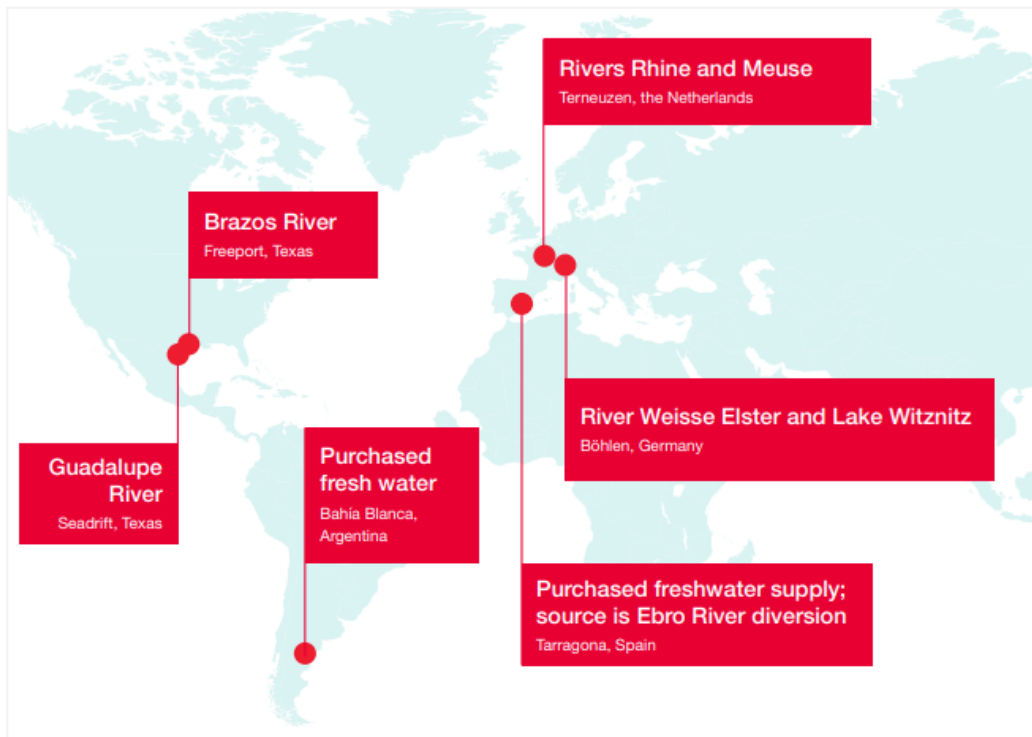 Rivers Rhine and Meuse
Terneuzen, the Netherlands
Brazos River
Freeport, Texas
River Weisse Elster and Lake Witznitz
Böhlen, Germany
Guadalupe
River
Seadrift, Texas
Purchased
fresh water
Bahía Blanca,
Argentina
Purchased freshwater supply;
source is Ebro River diversion
Tarragona, Spain